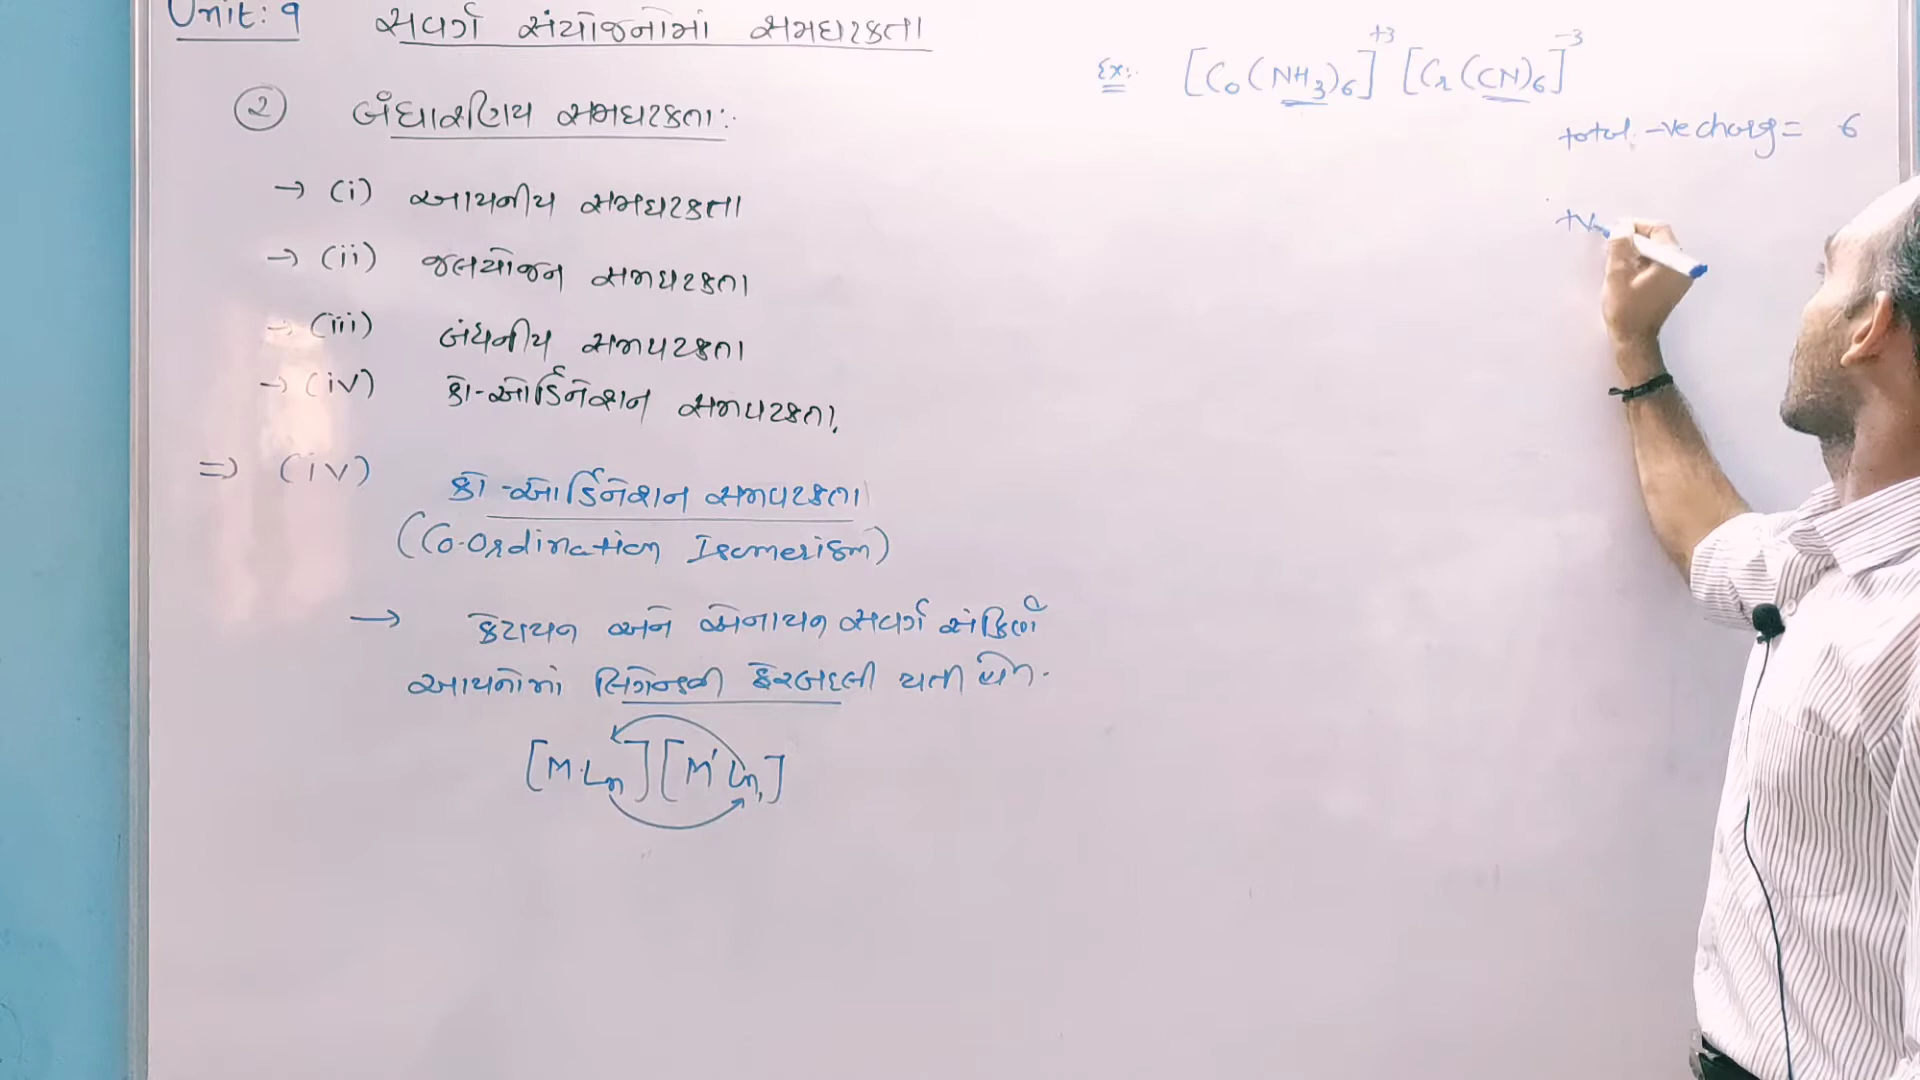 Unit: 9 સવર્ગ સંયોજનોમાં સમઘટકતા
② બંધારણીય સમઘટકતા:
→ (i) આયનીય સમઘટકતા
→ (ii) જલયોજન સમઘટકતા
→ (iii) બંધનીય સમઘટકતા
→ (iv) કો-ઓર્ડિનેશન સમઘટકતા.
⇒ (iv) કો-ઓર્ડિનેશન સમઘટકતા
(Co-Ordination Isomerism)
→ કેટાયન અને એનાયન સવર્ગ સંકિર્ણ
આયનોમાં લિગેન્ડની ફેરબદલી થતી હોય.
[M Ln] [M' Ln,]
Ex:. [Co(NH3)6]+3 [Cr(CN)6]-3
total -ve charg = 6
+ve